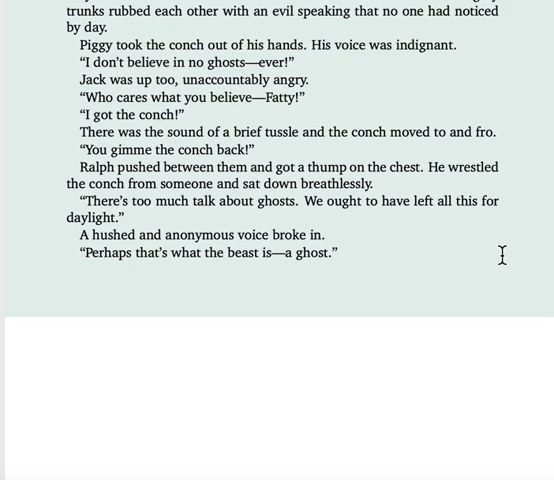 trunks rubbed each other with an evil speaking that no one had noticed
by day.
Piggy took the conch out of his hands. His voice was indignant.
“I don’t believe in no ghosts—ever!”
Jack was up too, unaccountably angry.
“Who cares what you believe—Fatty!”
“I got the conch!”
There was the sound of a brief tussle and the conch moved to and fro.
“You gimme the conch back!”
Ralph pushed between them and got a thump on the chest. He wrestled
the conch from someone and sat down breathlessly.
“There’s too much talk about ghosts. We ought to have left all this for
daylight.”
A hushed and anonymous voice broke in.
“Perhaps that’s what the beast is—a ghost.”